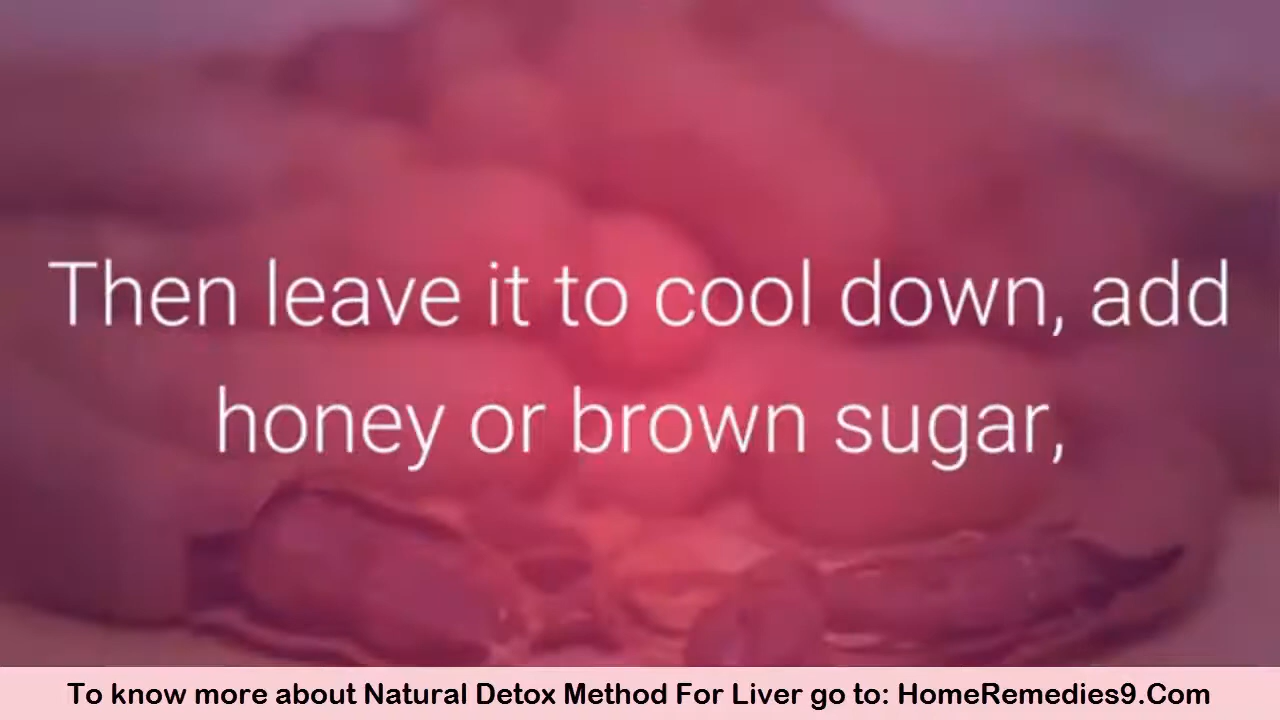 Then leave it to cool down, add
honey or brown sugar,
To know more about Natural Detox Method For Liver go to: HomeRemedies9.Com